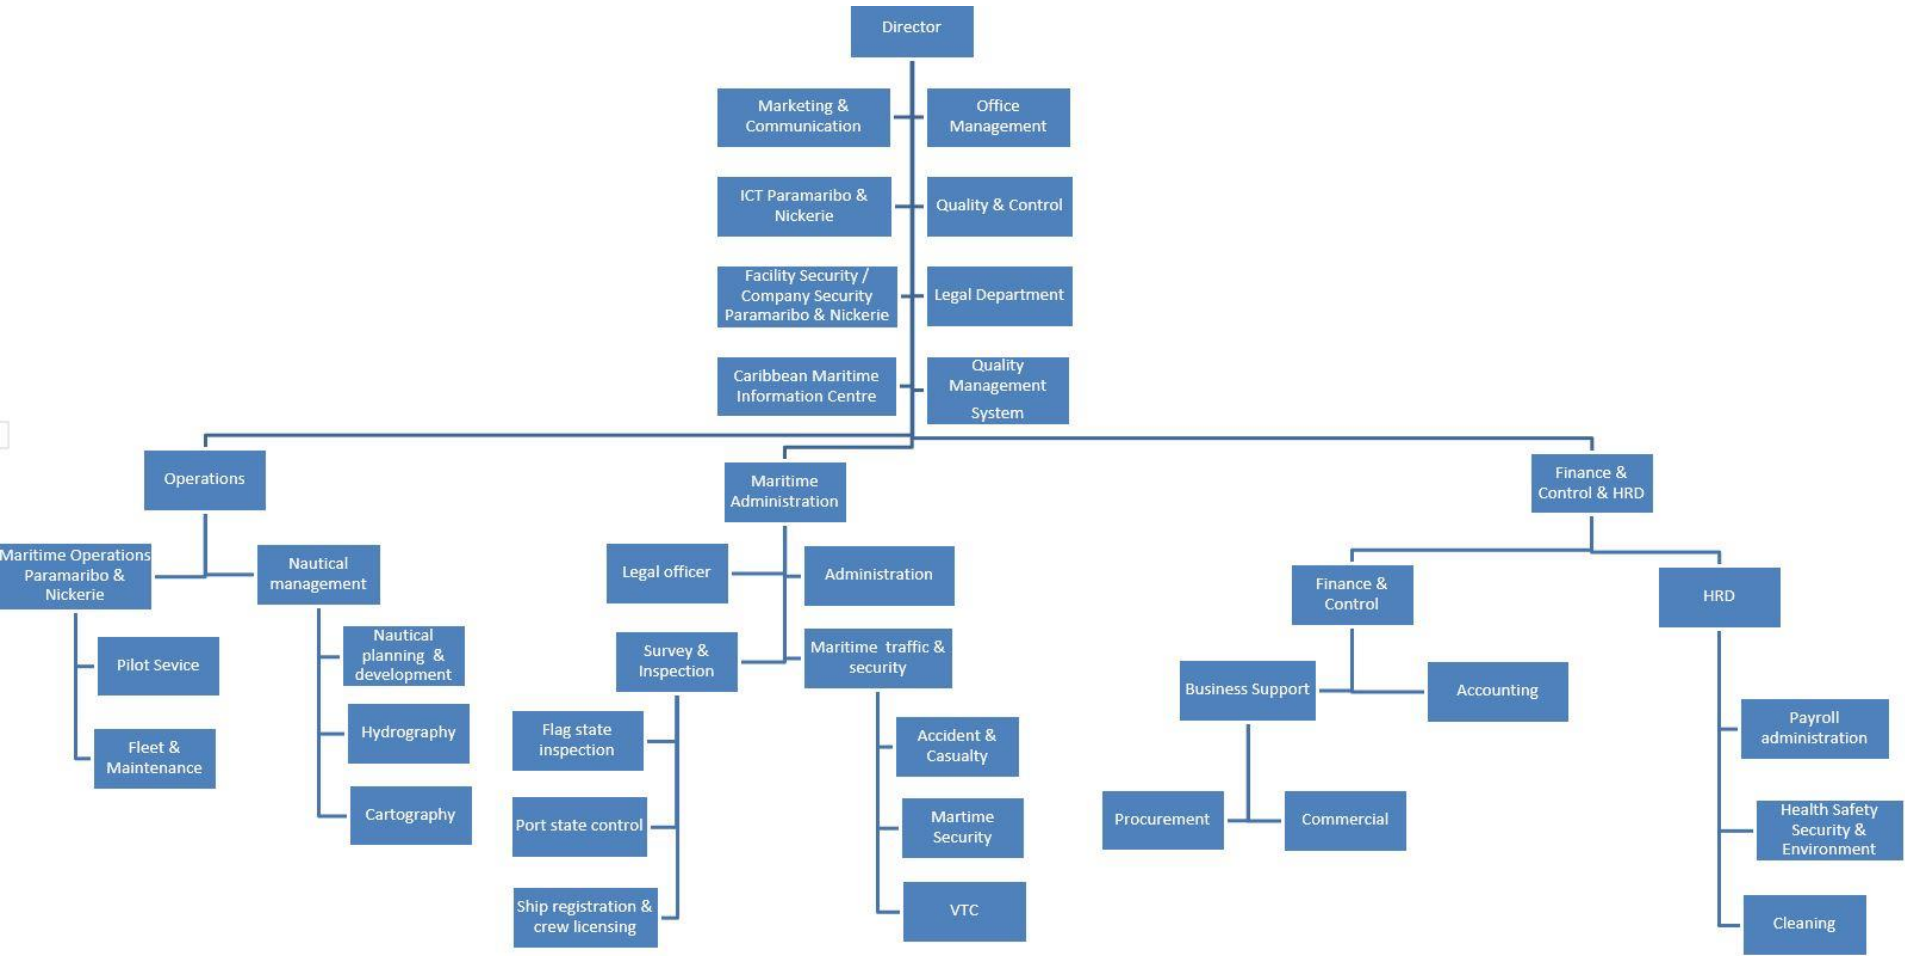 Director
Marketing &
Communication
Office
Management
ICT Paramaribo &
Nickerie
Quality & Control
Facility Security /
Company Security
Paramaribo & Nickerie
Legal Department
Caribbean Maritime
Information Centre
Quality
Management
System
Operations
Maritime
Administration
Finance &
Control & HRD
Maritime Operations
Paramaribo &
Nickerie
Nautical
management
Legal officer
Administration
Finance &
Control
HRD
Pilot Sevice
Nautical
planning &
development
Survey &
Inspection
Maritime traffic &
security
Business Support
Accounting
Fleet &
Maintenance
Hydrography
Cartography
Flag state
inspection
Port state control
Ship registration &
crew licensing
Accident &
Casualty
Martime
Security
VTC
Procurement
Commercial
Payroll
administration
Health Safety
Security &
Environment
Cleaning